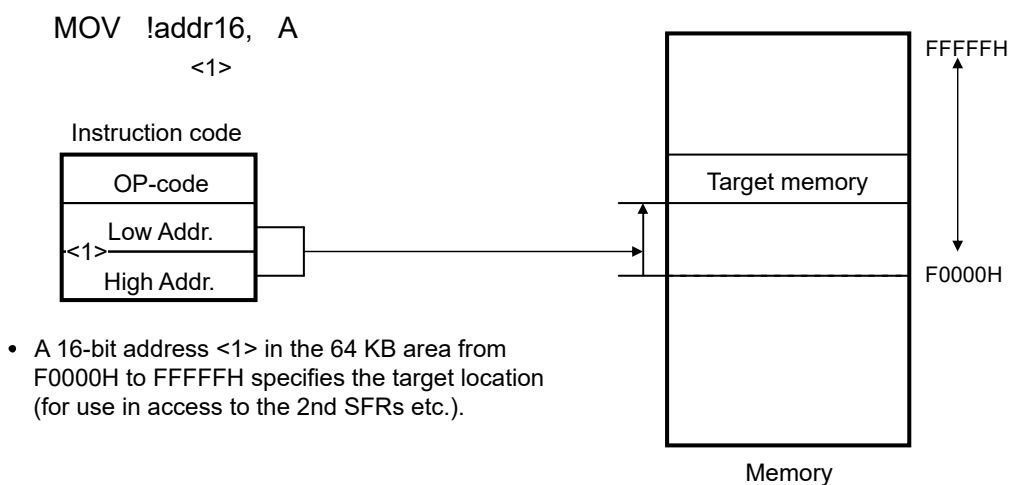 MOV !addr16, A
<1>
Instruction code
OP-code
Low Addr.
<1>
High Addr.
• A 16-bit address <1> in the 64 KB area from
F0000H to FFFFFH specifies the target location
(for use in access to the 2nd SFRs etc.).
FFFFFH
Target memory
F0000H
Memory